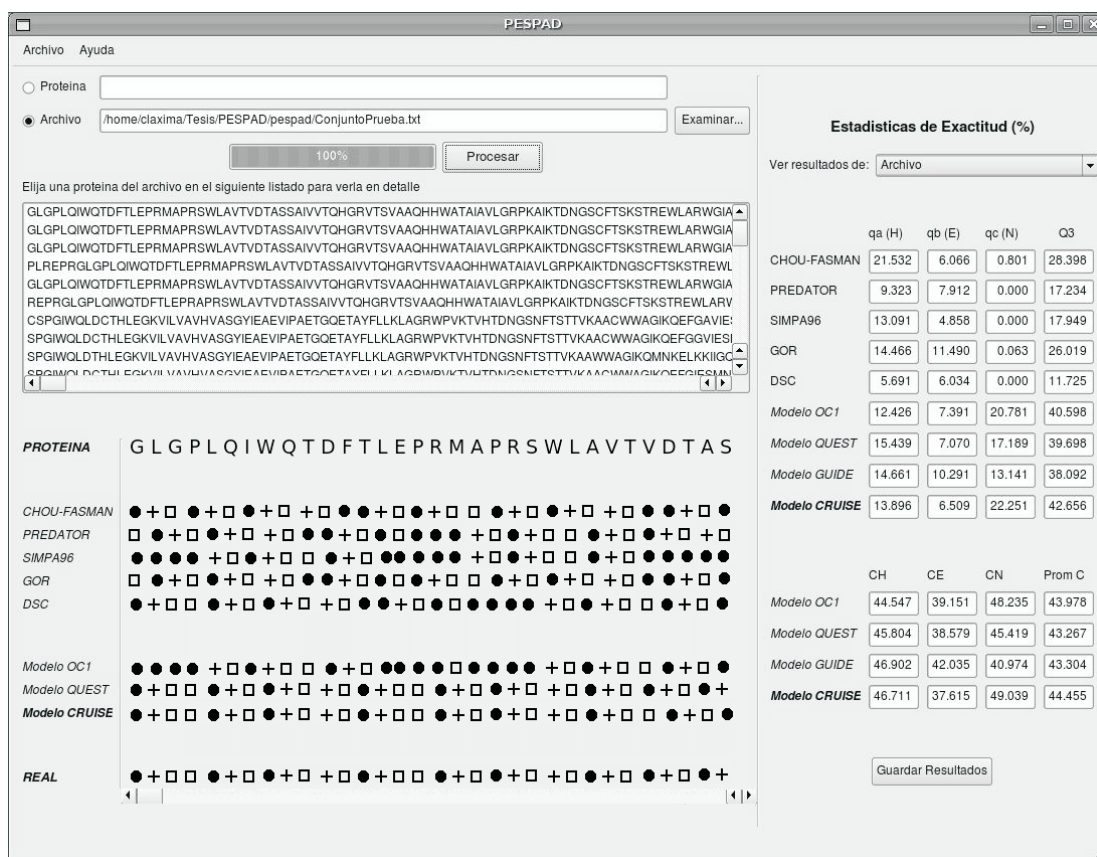 PESPAD
Archivo Ayuda
Proteina
Archivo /home/claxima/Tesis/PESPAD/pespad/ConjuntoPrueba.txt Examinar...
100% Procesar
Elija una proteina del archivo en el siguiente listado para verla en detalle
GLGPLQIWQTDFTLEPRMAPRSWLAVTVDTASSAIVVTQHGRVTSVAAQHHWATAIAVLGRPKAIKTDNGSCFTSKSTREWLARWGIA
GLGPLQIWQTDFTLEPRMAPRSWLAVTVDTASSAIVVTQHGRVTSVAAQHHWATAIAVLGRPKAIKTDNGSCFTSKSTREWLARWGIA
GLGPLQIWQTDFTLEPRMAPRSWLAVTVDTASSAIVVTQHGRVTSVAAQHHWATAIAVLGRPKAIKTDNGSCFTSKSTREWLARWGIA
PLREPRGLGPLQIWQTDFTLEPRMAPRSWLAVTVDTASSAIVVTQHGRVTSVAAQHHWATAIAVLGRPKAIKTDNGSCFTSKSTREWL
GLGPLQIWQTDFTLEPRMAPRSWLAVTVDTASSAIVVTQHGRVTSVAAQHHWATAIAVLGRPKAIKTDNGSCFTSKSTREWLARWGIA
REPRGLGPLQIWQTDFTLEPRAPRSWLAVTVDTASSAIVVTQHGRVTSVAAQHHWATAIAVLGRPKAIKTDNGSCFTSKSTREWLARV
CSPGIWQLDCTHLEGKVILVAVHVASGYIEAEVIPAETGQETAYFLLKLAGRWPVKTVHTDNGSNFTSTTVKAACWWAGIKQEFGAVIE
SPGIWQLDCTHLEGKVILVAVHVASGYIEAEVIPAETGQETAYFLLKLAGRWPVKTVHTDNGSNFTSTTVKAACWWAGIKQEFGGVIES
SPGIWQLDTHLEGKVILVAVHVASGYIEAEVIPAETGQETAYFLLKLAGRWPVKTVHTDNGSNFTSTTVKAAWWAGIKQMNKELKKIIGQ
PROTEINA G L G P L Q I W Q T D F T L E P R M A P R S W L A V T V D T A S
CHOU-FASMAN
PREDATOR
SIMPA96
GOR
DSC
Modelo OC1
Modelo QUEST
Modelo CRUISE
REAL
Estadisticas de Exactitud (%)
Ver resultados de: Archivo
qa (H) qb (E) qc (N) Q3
CHOU-FASMAN 21.532 6.066 0.801 28.398
PREDATOR 9.323 7.912 0.000 17.234
SIMPA96 13.091 4.858 0.000 17.949
GOR 14.466 11.490 0.063 26.019
DSC 5.691 6.034 0.000 11.725
Modelo OC1 12.426 7.391 20.781 40.598
Modelo QUEST 15.439 7.070 17.189 39.698
Modelo GUIDE 14.661 10.291 13.141 38.092
Modelo CRUISE 13.896 6.509 22.251 42.656
CH CE CN Prom C
Modelo OC1 44.547 39.151 48.235 43.978
Modelo QUEST 45.804 38.579 45.419 43.267
Modelo GUIDE 46.902 42.035 40.974 43.304
Modelo CRUISE 46.711 37.615 49.039 44.455
Guardar Resultados